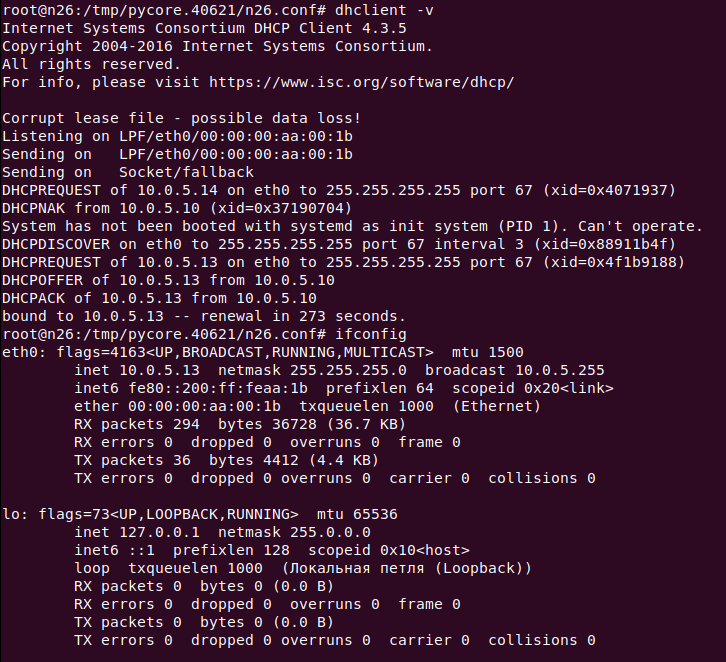 root@n26:/tmp/pycore.40621/n26.conf# dhclient -v
Internet Systems Consortium DHCP Client 4.3.5
Copyright 2004-2016 Internet Systems Consortium.
All rights reserved.
For info, please visit https://www.isc.org/software/dhcp/

Corrupt lease file - possible data loss!
Listening on LPF/eth0/00:00:00:aa:00:1b
Sending on   LPF/eth0/00:00:00:aa:00:1b
Sending on   Socket/fallback
DHCPREQUEST of 10.0.5.14 on eth0 to 255.255.255.255 port 67 (xid=0x4071937)
DHCPNAK from 10.0.5.10 (xid=0x37190704)
System has not been booted with systemd as init system (PID 1). Can't operate.
DHCPDISCOVER on eth0 to 255.255.255.255 port 67 interval 3 (xid=0x88911b4f)
DHCPREQUEST of 10.0.5.13 on eth0 to 255.255.255.255 port 67 (xid=0x4f1b9188)
DHCPOFFER of 10.0.5.13 from 10.0.5.10
DHCPACK of 10.0.5.13 from 10.0.5.10
bound to 10.0.5.13 -- renewal in 273 seconds.
root@n26:/tmp/pycore.40621/n26.conf# ifconfig
eth0: flags=4163<UP,BROADCAST,RUNNING,MULTICAST>  mtu 1500
        inet 10.0.5.13  netmask 255.255.255.0  broadcast 10.0.5.255
        inet6 fe80::200:ff:feaa:1b  prefixlen 64  scopeid 0x20<link>
        ether 00:00:00:aa:00:1b  txqueuelen 1000  (Ethernet)
        RX packets 294  bytes 36728 (36.7 KB)
        RX errors 0  dropped 0  overruns 0  frame 0
        TX packets 36  bytes 4412 (4.4 KB)
        TX errors 0  dropped 0 overruns 0  carrier 0  collisions 0

lo: flags=73<UP,LOOPBACK,RUNNING>  mtu 65536
        inet 127.0.0.1  netmask 255.0.0.0
        inet6 ::1  prefixlen 128  scopeid 0x10<host>
        loop  txqueuelen 1000  (Локальная петля (Loopback))
        RX packets 0  bytes 0 (0.0 B)
        RX errors 0  dropped 0  overruns 0  frame 0
        TX packets 0  bytes 0 (0.0 B)
        TX errors 0  dropped 0 overruns 0  carrier 0  collisions 0